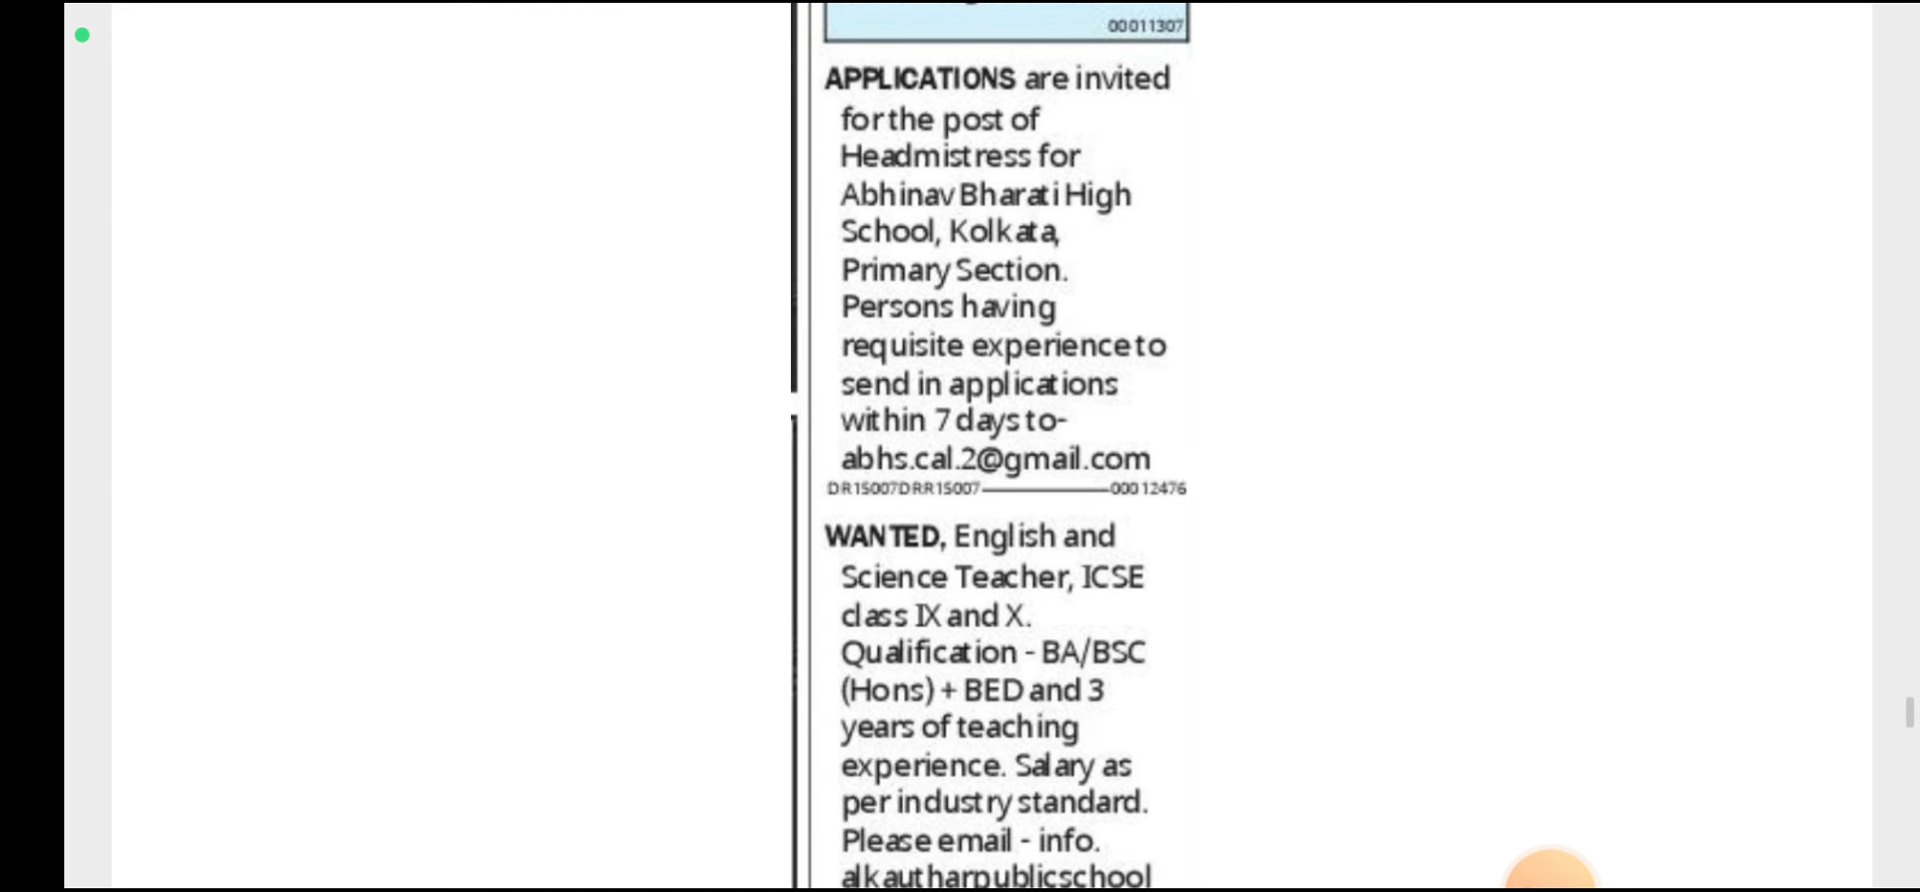 00011307
APPLICATIONS are invited
for the post of
Headmistress for
Abhinav Bharati High
School, Kolkata,
Primary Section.
Persons having
requisite experience to
send in applications
within 7 days to-
abhs.cal.2@gmail.com
DR15007DRR15007 00012476
WANTED, English and
Science Teacher, ICSE
class IX and X.
Qualification - BA/BSC
(Hons) + BED and 3
years of teaching
experience. Salary as
per industry standard.
Please email - info.
alkautharpublicschool